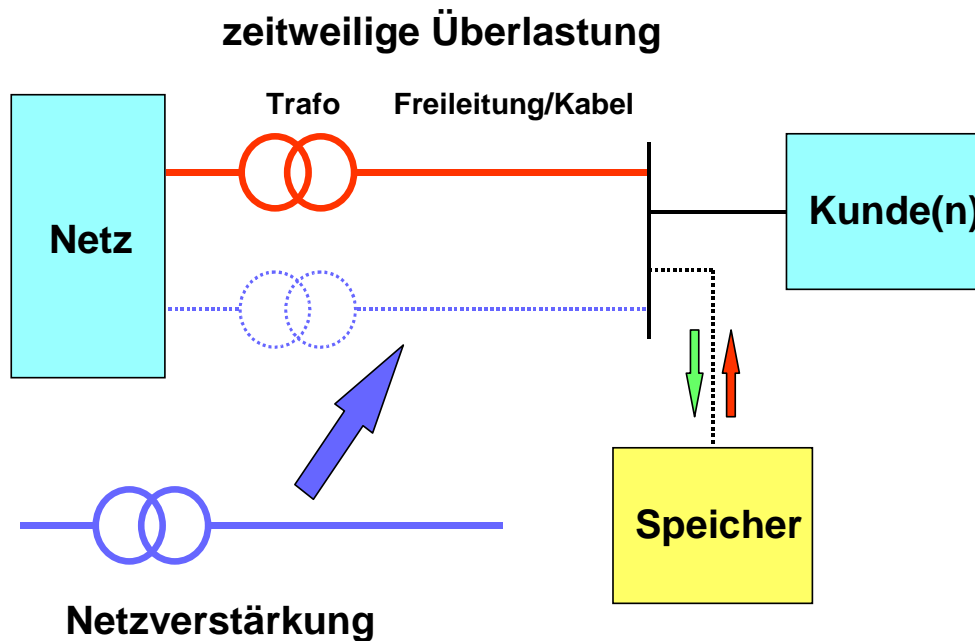 zeitweilige Überlastung
Trafo
Freileitung/Kabel
Netz
Kunde(n)
Speicher
Netzverstärkung